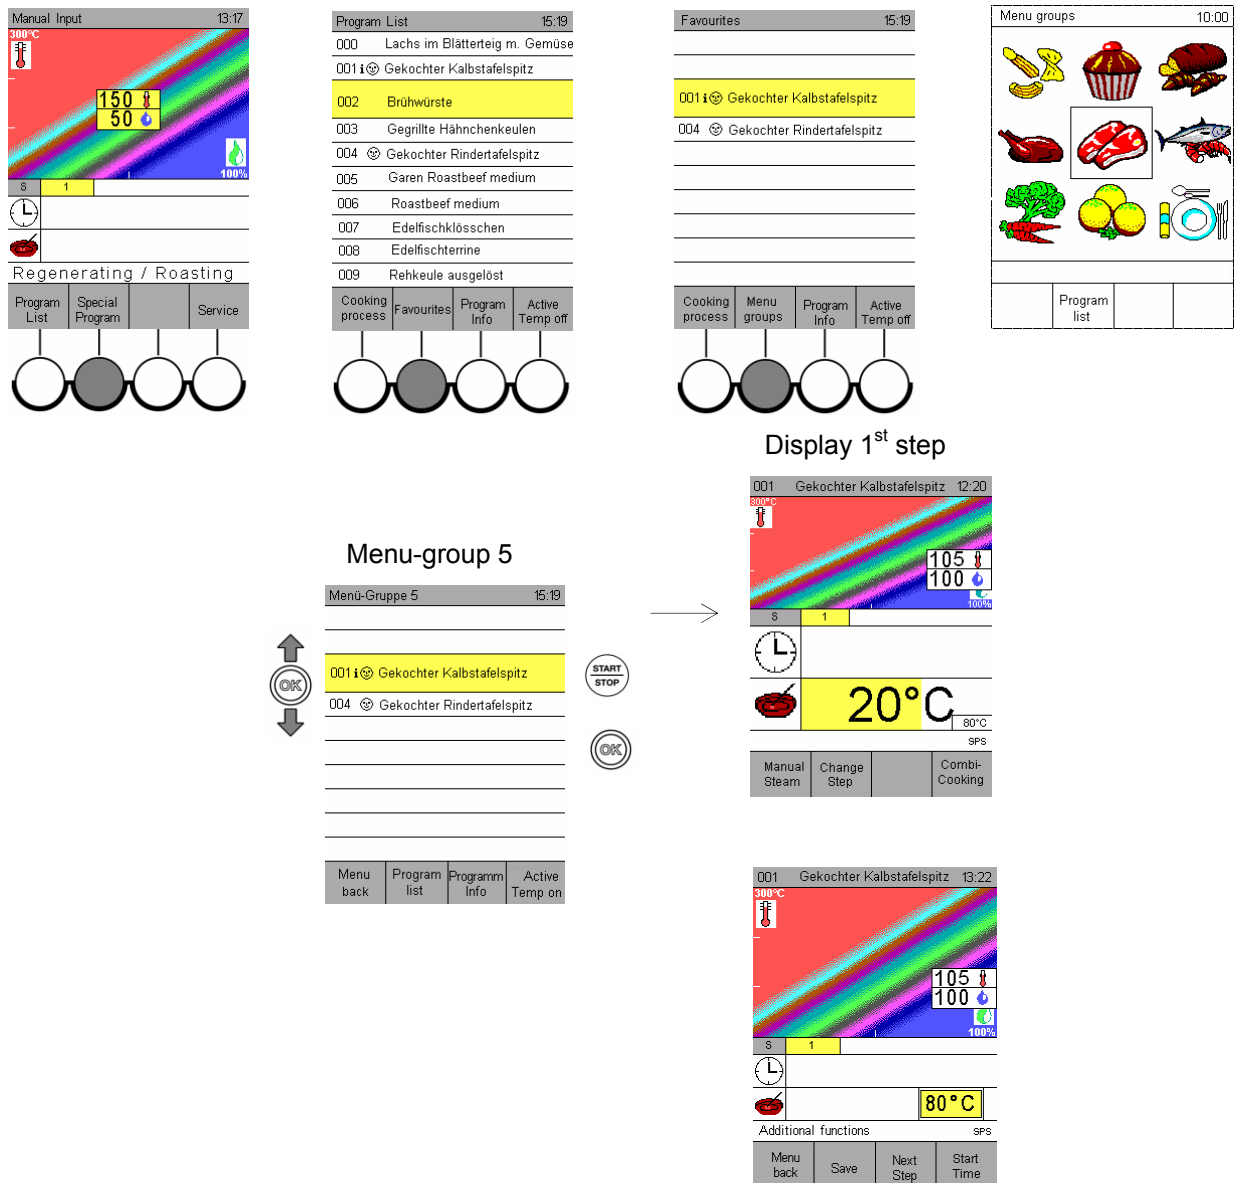 Manual Input 13:17
300°C
150
50
100%
S 1
Regenerating / Roasting
Program List
Special Program
Service
Program List 15:19
000 Lachs im Blätterteig m. Gemüse
001 i Gekochter Kalbstafelspitz
002 Brühwürste
003 Gegrillte Hähnchenkeulen
004 Gekochter Rindertafelspitz
005 Garen Roastbeef medium
006 Roastbeef medium
007 Edelfischklösschen
008 Edelfischterrine
009 Rehkeule ausgelöst
Cooking process
Favourites
Program Info
Active Temp off
Favourites 15:19
001 i Gekochter Kalbstafelspitz
004 Gekochter Rindertafelspitz
Cooking process
Menu groups
Program Info
Active Temp off
Menu groups 10:00
Program list
Display 1st step
Menu-group 5
Menü-Gruppe 5 15:19
OK
001 i Gekochter Kalbstafelspitz
004 Gekochter Rindertafelspitz
START STOP
OK
Menu back
Program list
Programm Info
Active Temp on
001 Gekochter Kalbstafelspitz 12:20
300°C
105
100
100%
S 1
20°C
80°C
SPS
Manual Steam
Change Step
Combi-Cooking
001 Gekochter Kalbstafelspitz 13:22
300°C
105
100
100%
S 1
80°C
Additional functions SPS
Menu back
Save
Next Step
Start Time